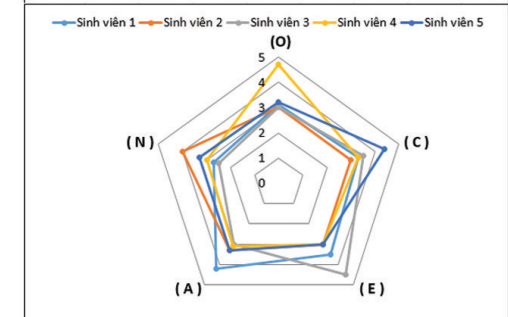 Sinh viên 1 Sinh viên 2 Sinh viên 3 Sinh viên 4 Sinh viên 5
(O)
5
4
3
2
1
0
( N )
( C )
( A )
( E )